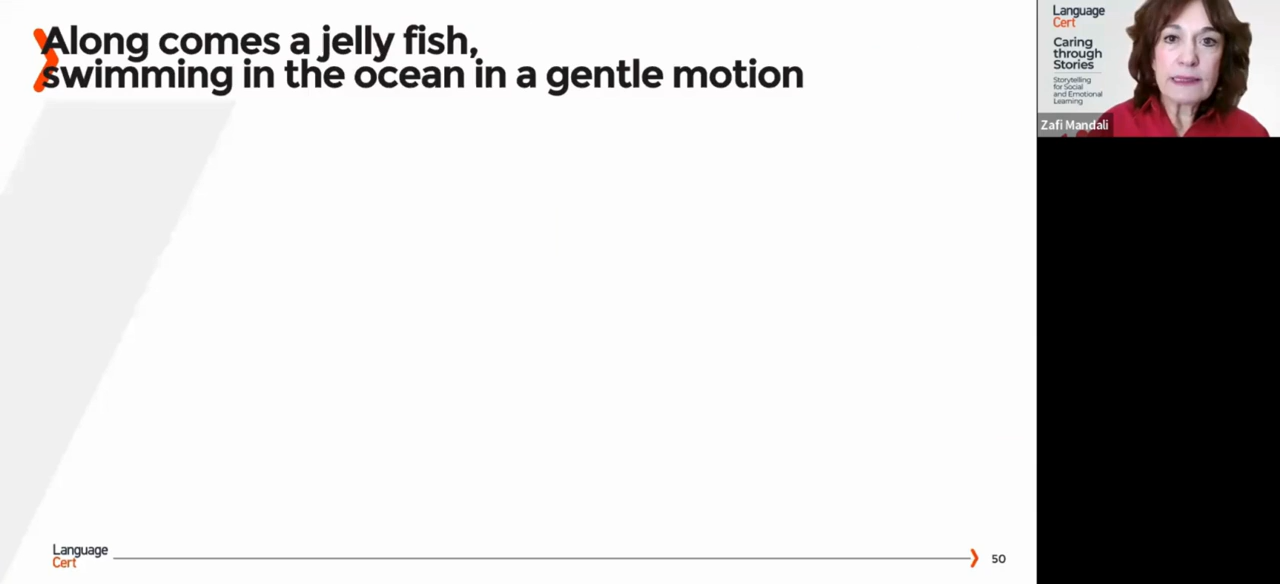 Along comes a jelly fish,
swimming in the ocean in a gentle motion
Language
Cert
50
Language
Cert
Caring
through
Stories
Storytelling
for Social
and Emotional
Learning
Zafi Mandali